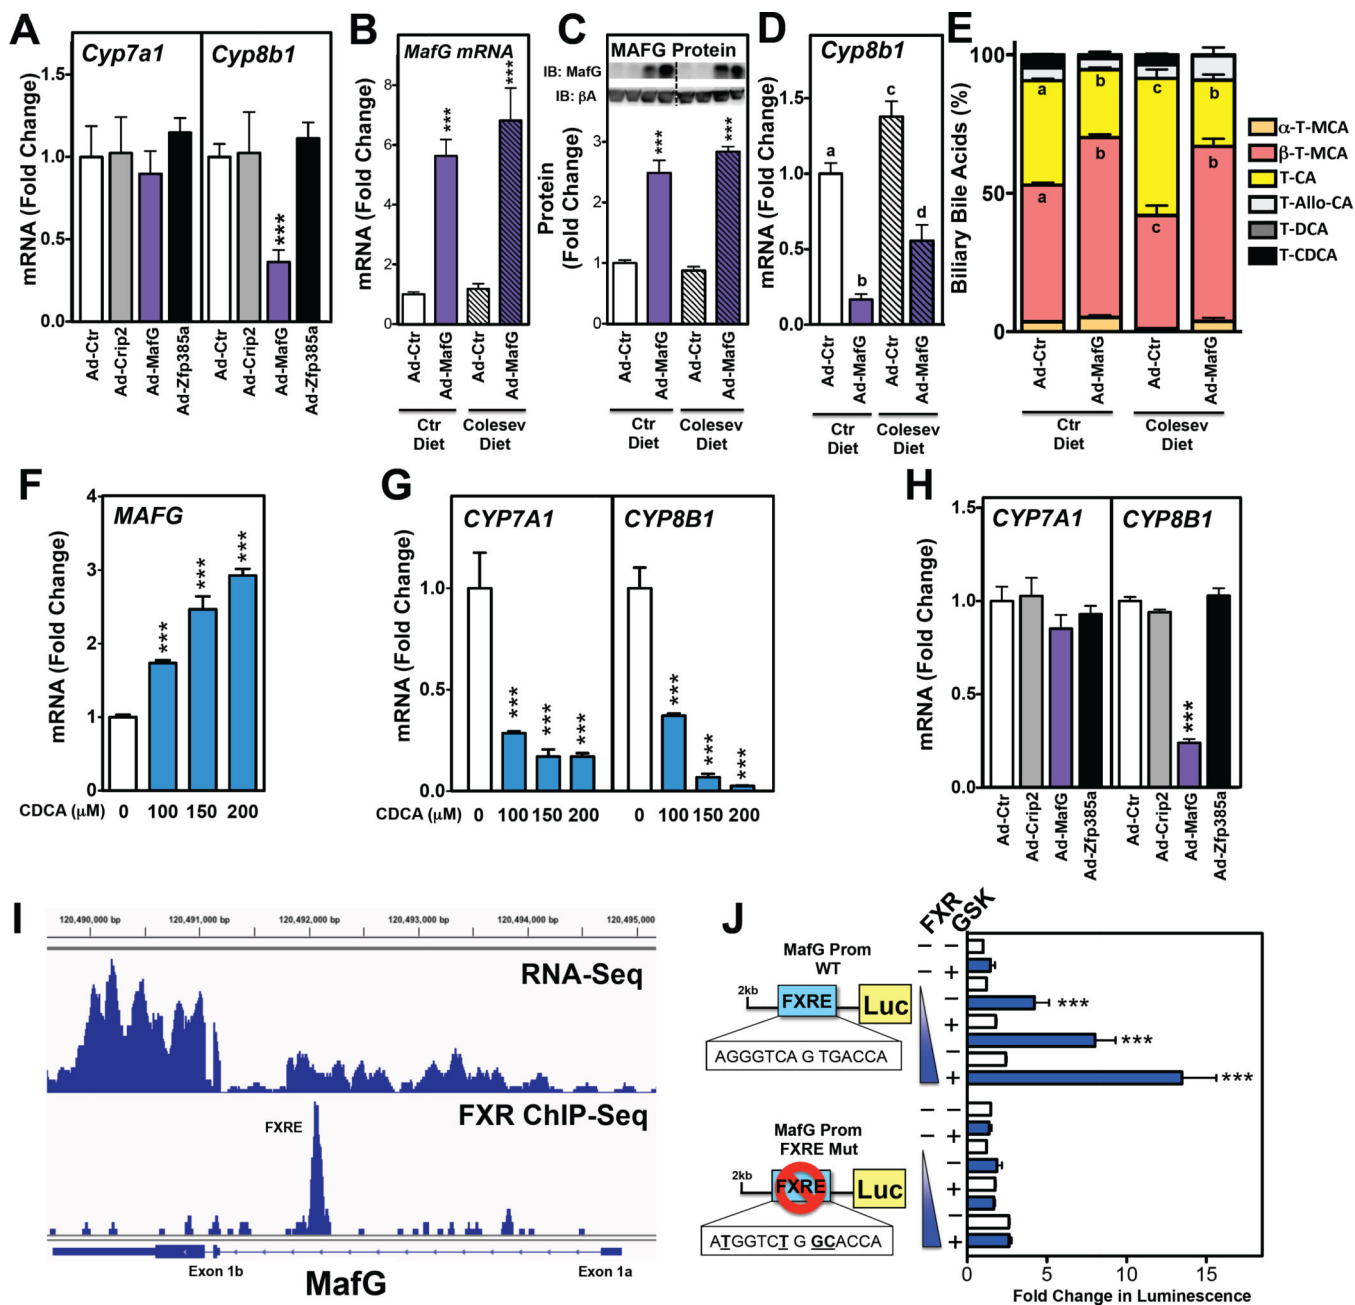 A
Cyp7a1
Cyp8b1
mRNA (Fold Change)
1.5
1.0
0.5
0.0
Ad-Ctr
Ad-Crip2
Ad-MafG
Ad-Zfp385a
Ad-Ctr
Ad-Crip2
Ad-MafG
Ad-Zfp385a
***
B
MafG mRNA
mRNA (Fold Change)
8
6
4
2
0
***
***
Ad-Ctr
Ad-MafG
Ad-Ctr
Ad-MafG
Ctr
Diet
Colesev
Diet
C
MAFG Protein
IB: MafG
IB: βA
Protein
(Fold Change)
3
2
1
0
***
***
Ad-Ctr
Ad-MafG
Ad-Ctr
Ad-MafG
Ctr
Diet
Colesev
Diet
D
Cyp8b1
mRNA (Fold Change)
1.5
1.0
0.5
0.0
a
b
c
d
Ad-Ctr
Ad-MafG
Ad-Ctr
Ad-MafG
Ctr
Diet
Colesev
Diet
E
Biliary Bile Acids (%)
100
50
0
a
b
c
b
a
b
c
b
Ad-Ctr
Ad-MafG
Ad-Ctr
Ad-MafG
Ctr
Diet
Colesev
Diet
α-T-MCA
β-T-MCA
T-CA
T-Allo-CA
T-DCA
T-CDCA
F
MAFG
mRNA (Fold Change)
4
3
2
1
0
***
***
***
CDCA (μM) 0 100 150 200
G
CYP7A1
CYP8B1
mRNA (Fold Change)
1.0
0.5
0.0
***
***
***
***
***
***
CDCA (μM) 0 100 150 200 0 100 150 200
H
CYP7A1
CYP8B1
mRNA (Fold Change)
1.5
1.0
0.5
0.0
***
Ad-Ctr
Ad-Crip2
Ad-MafG
Ad-Zfp385a
Ad-Ctr
Ad-Crip2
Ad-MafG
Ad-Zfp385a
I
120,490,000 bp 120,491,000 bp 120,492,000 bp 120,493,000 bp 120,494,000 bp 120,495,00
RNA-Seq
FXR ChIP-Seq
FXRE
Exon 1b
Exon 1a
MafG
J
FXR
GSK
MafG Prom
WT
2kb
FXRE
Luc
AGGGTCA G TGACCA
− −
− +
−
+
−
+
***
***
***
MafG Prom
FXRE Mut
2kb
FXRE
Luc
ATGGTCT G GCACCA
− −
− +
−
+
−
+
0 5 10 15
Fold Change in Luminescence